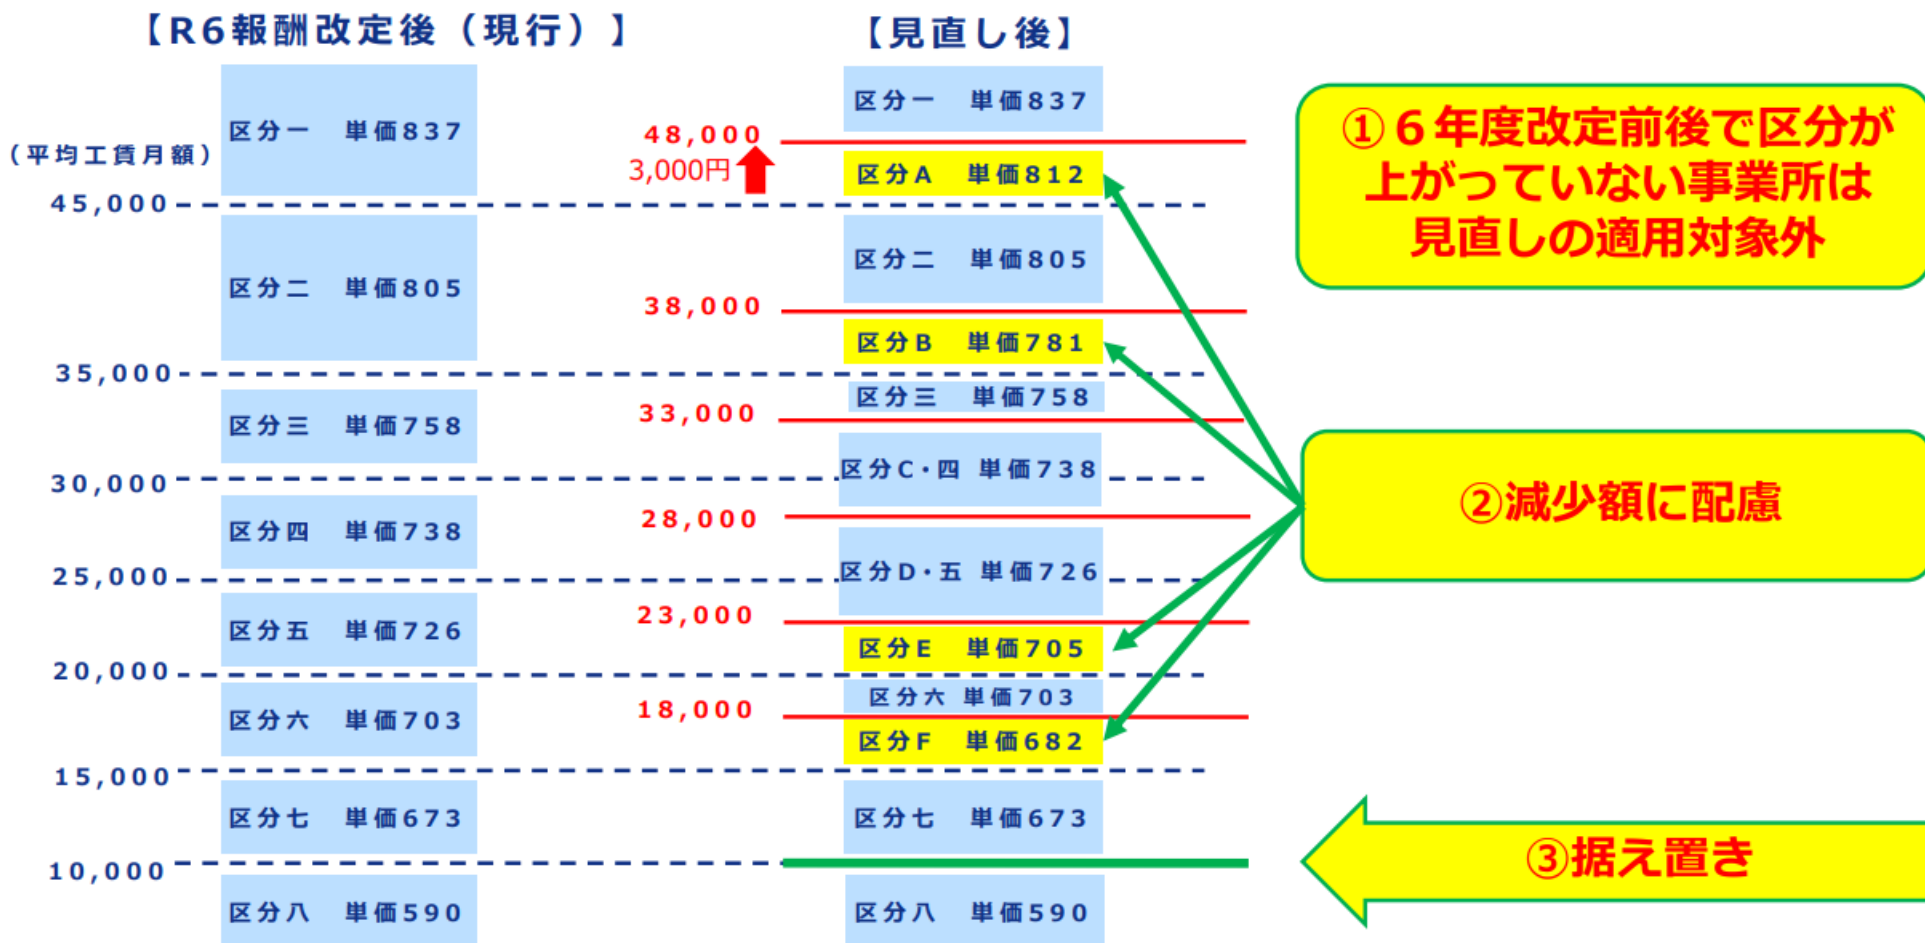 【R6報酬改定後（現行）】
（平均工賃月額）
区分一 単価837
45,000
区分二 単価805
35,000
区分三 単価758
30,000
区分四 単価738
25,000
区分五 単価726
20,000
区分六 単価703
15,000
区分七 単価673
10,000
区分八 単価590
【見直し後】
区分一 単価837
48,000
3,000円
区分A 単価812
区分二 単価805
38,000
区分B 単価781
区分三 単価758
33,000
区分C・四 単価738
28,000
区分D・五 単価726
23,000
区分E 単価705
区分六 単価703
18,000
区分F 単価682
区分七 単価673
区分八 単価590
①６年度改定前後で区分が
上がっていない事業所は
見直しの適用対象外
②減少額に配慮
③据え置き